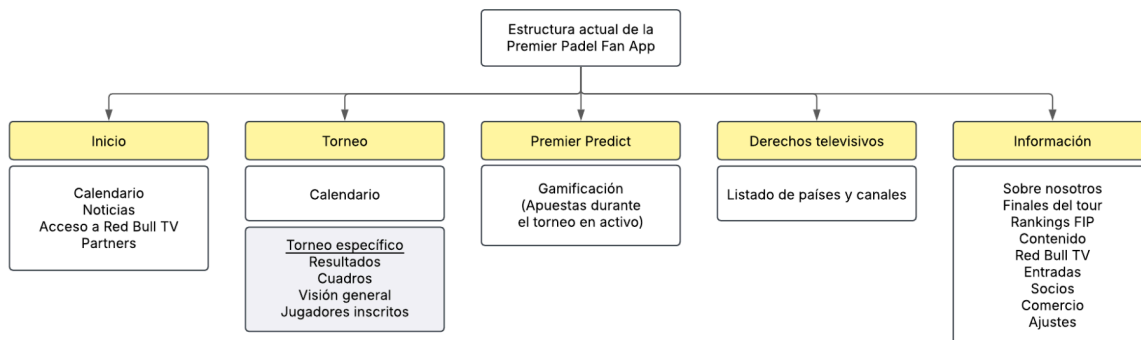 Estructura actual de la
Premier Padel Fan App
Inicio
Calendario
Noticias
Acceso a Red Bull TV
Partners
Torneo
Calendario
Torneo específico
Resultados
Cuadros
Visión general
Jugadores inscritos
Premier Predict
Gamificación
(Apuestas durante
el torneo en activo)
Derechos televisivos
Listado de países y canales
Información
Sobre nosotros
Finales del tour
Rankings FIP
Contenido
Red Bull TV
Entradas
Socios
Comercio
Ajustes